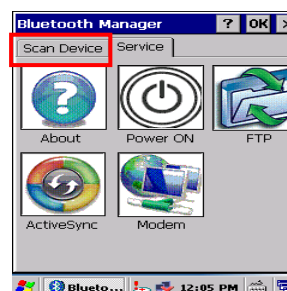 Bluetooth Manager ? OK ×
Scan Device Service
About Power ON FTP
ActiveSync Modem
Blueto... 12:05 PM